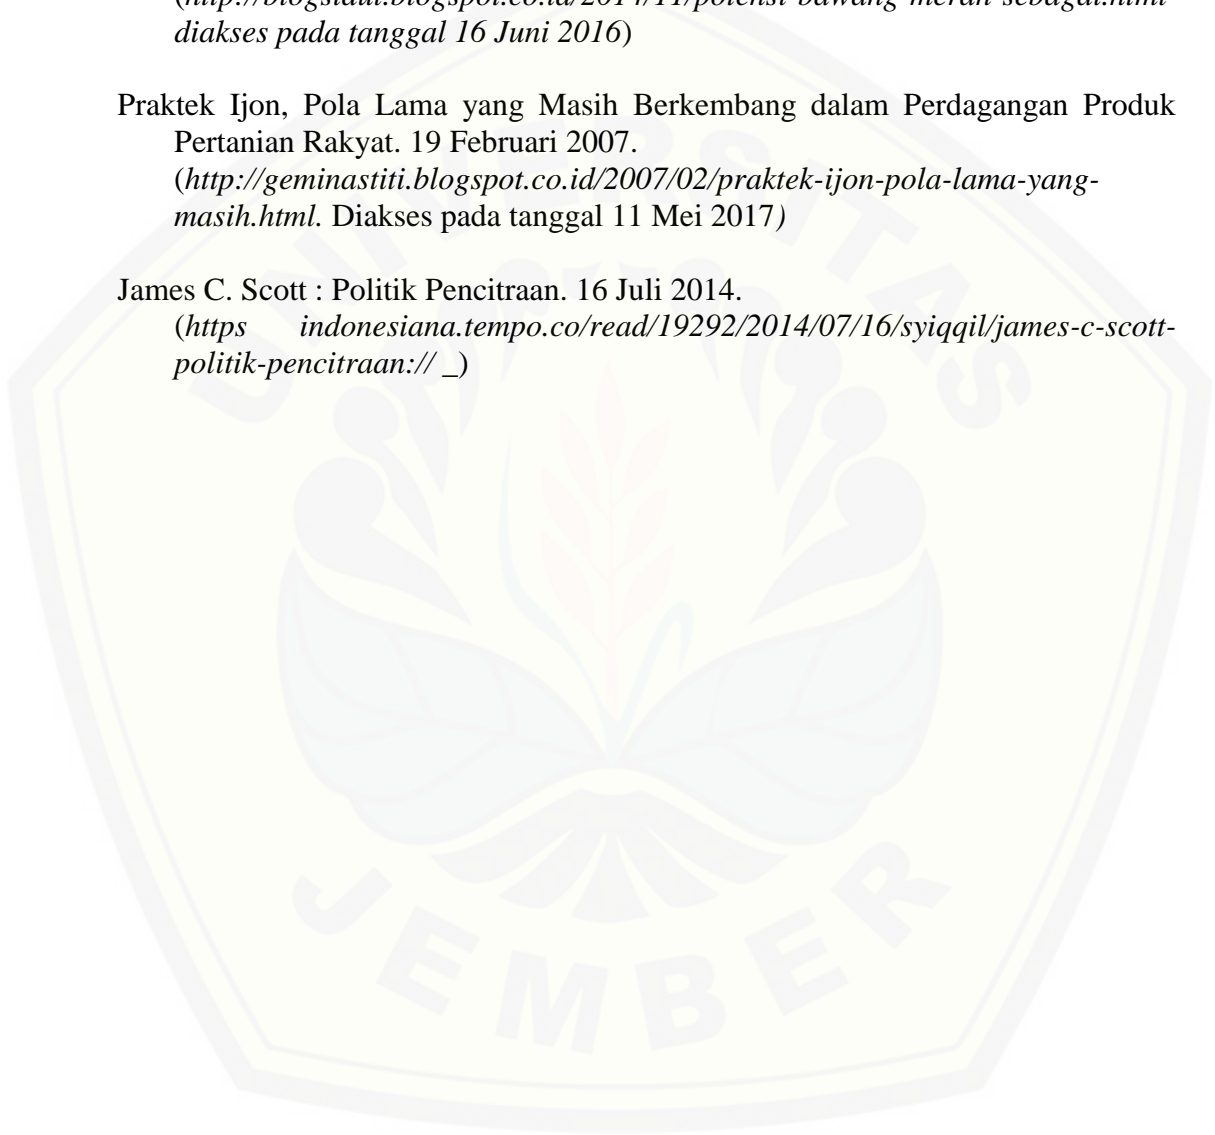 diakses pada tanggal 16 Juni 2016)
Praktek Ijon, Pola Lama yang Masih Berkembang dalam Perdagangan Produk
Pertanian Rakyat. 19 Februari 2007.
(http://geminastiti.blogspot.co.id/2007/02/praktek-ijon-pola-lama-yang-
masih.html. Diakses pada tanggal 11 Mei 2017)
James C. Scott : Politik Pencitraan. 16 Juli 2014.
(https indonesiana.tempo.co/read/19292/2014/07/16/syiqqil/james-c-scott-
politik-pencitraan:// _)
UNIVERSITAS
JEMBER